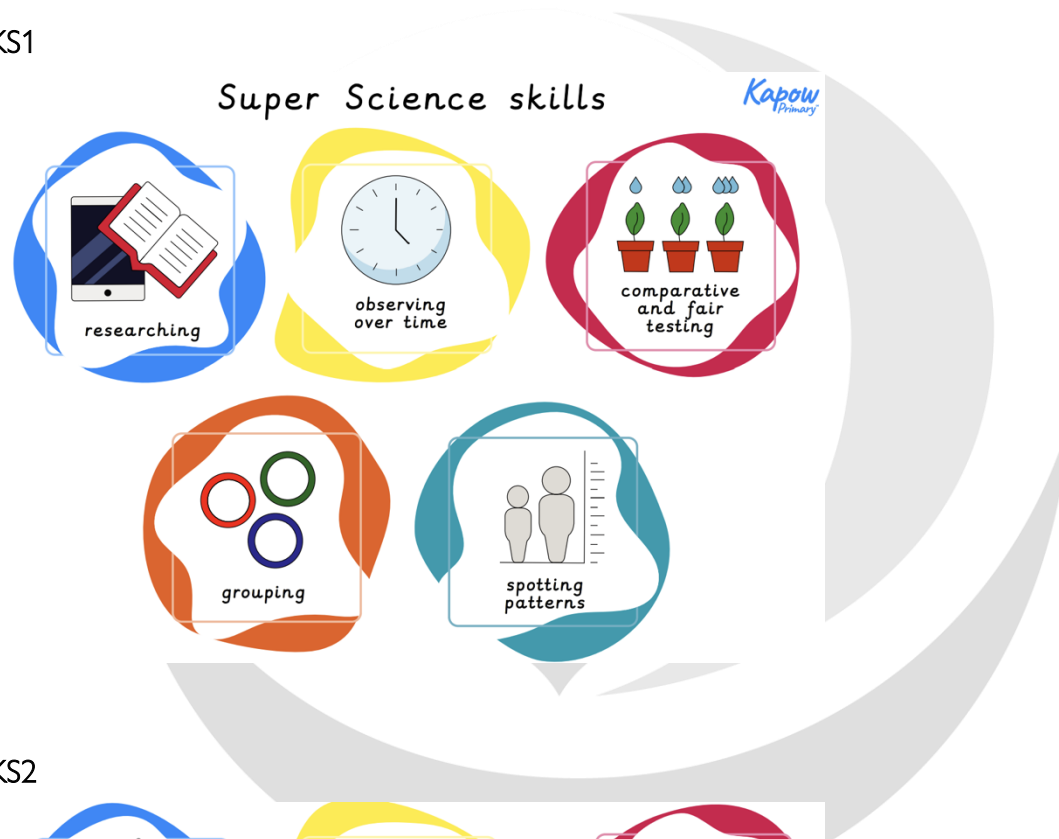 KS1
Super Science skills
Kapow
Primary
researching
observing
over time
comparative
and fair
testing
grouping
spotting
patterns
KS2